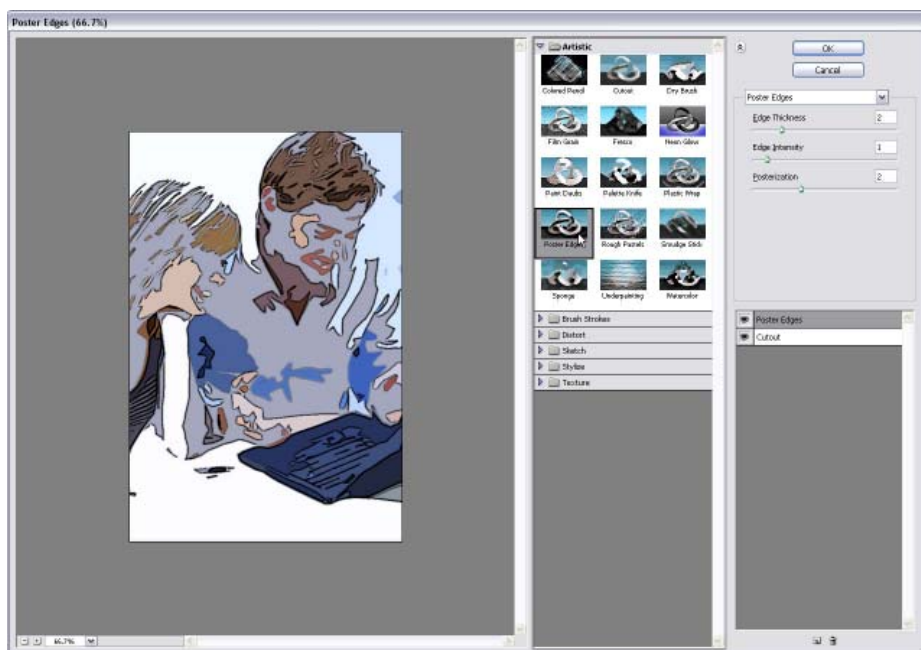 Poster Edges (66.7%)
Artistic
Colored Pencil Cutout Dry Brush
Film Grain Fresco Neon Glow
Paint Daubs Palette Knife Plastic Wrap
Poster Edges Rough Pastels Smudge Stick
Sponge Underpainting Watercolor
Brush Strokes
Distort
Sketch
Stylize
Texture
OK
Cancel
Poster Edges
Edge Thickness 2
Edge Intensity 1
Posterization 2
Poster Edges
Cutout
66.7%